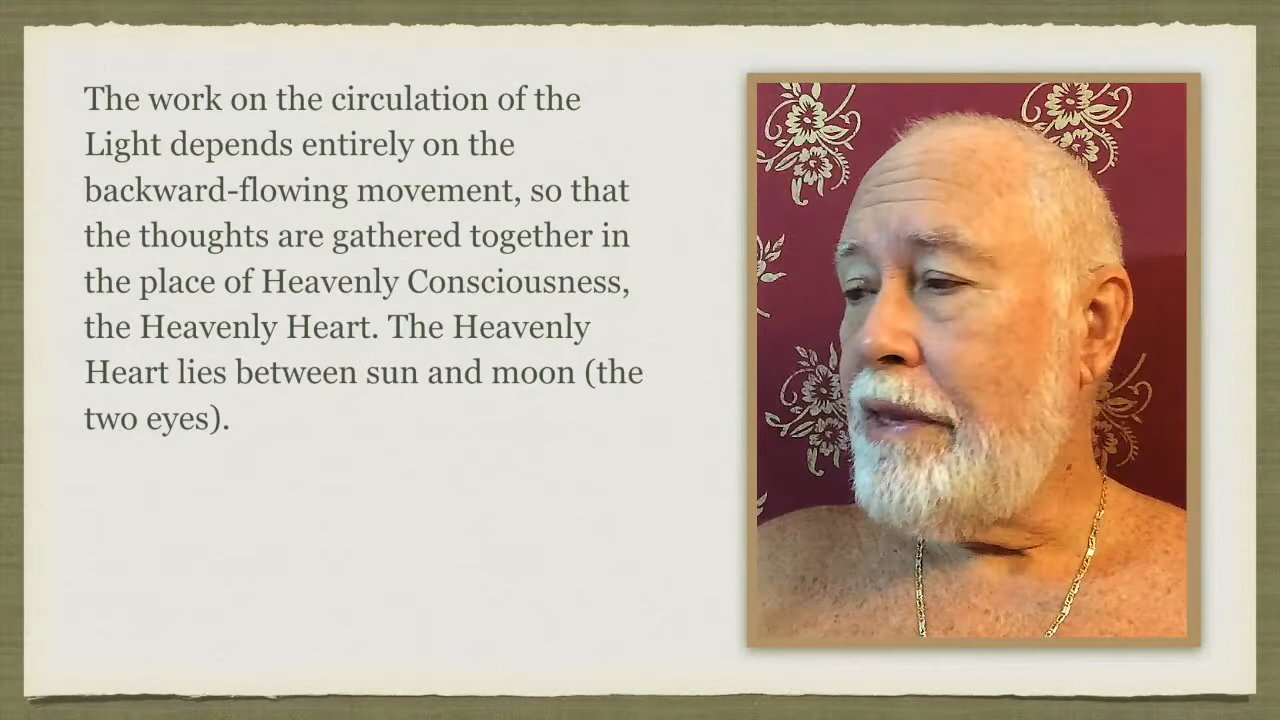 The work on the circulation of the
Light depends entirely on the
backward-flowing movement, so that
the thoughts are gathered together in
the place of Heavenly Consciousness,
the Heavenly Heart. The Heavenly
Heart lies between sun and moon (the
two eyes).